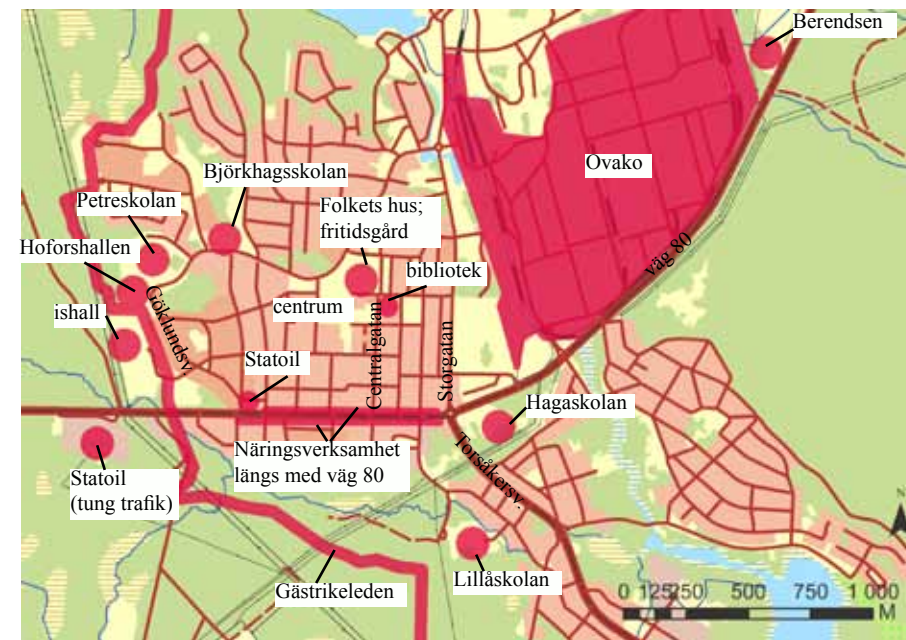 Berendsen
Ovako
Björkhagsskolan
Petreskolan
Folkets hus;
fritidsgård
Hoforshallen
väg 80
bibliotek
Göklundsv.
ishall
centrum
Centralgatan
Storgatan
Statoil
Hagaskolan
Näringsverksamhet
längs med väg 80
Torsåkersv.
Statoil
(tung trafik)
N
Lillåskolan
Gästrikeleden
0 125 250 500 750 1 000
M